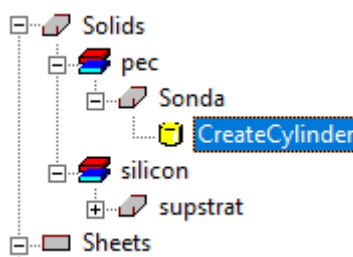 Solids
pec
Sonda
CreateCylinder
silicon
supstrat
Sheets